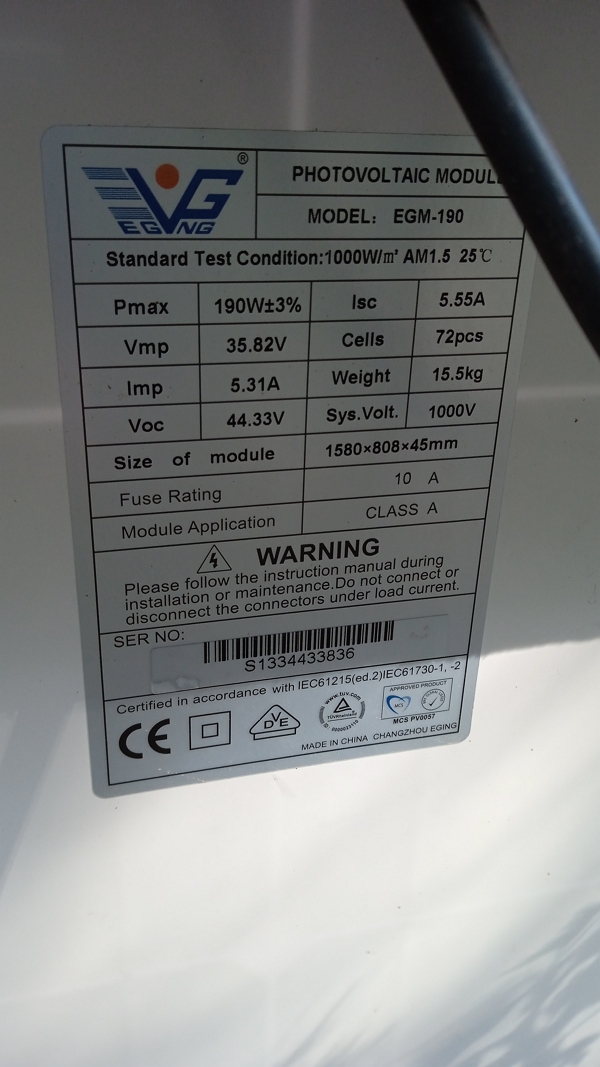 ®
EVG
EGING
PHOTOVOLTAIC MODUL
MODEL: EGM-190
Standard Test Condition:1000W/㎡ AM1.5 25℃
Pmax 190W±3% Isc 5.55A
Vmp 35.82V Cells 72pcs
Imp 5.31A Weight 15.5kg
Voc 44.33V Sys.Volt. 1000V
Size of module 1580×808×45mm
Fuse Rating 10 A
Module Application CLASS A
WARNING
Please follow the instruction manual during
installation or maintenance.Do not connect or
disconnect the connectors under load current.
SER NO:
S1334433836
Certified in accordance with IEC61215(ed.2)IEC61730-1, -2
CE
DVE
www.tuv.com
TÜVRheinland
APPROVED PRODUCT
MCS
MCS PV0057
MADE IN CHINA CHANGZHOU EGING